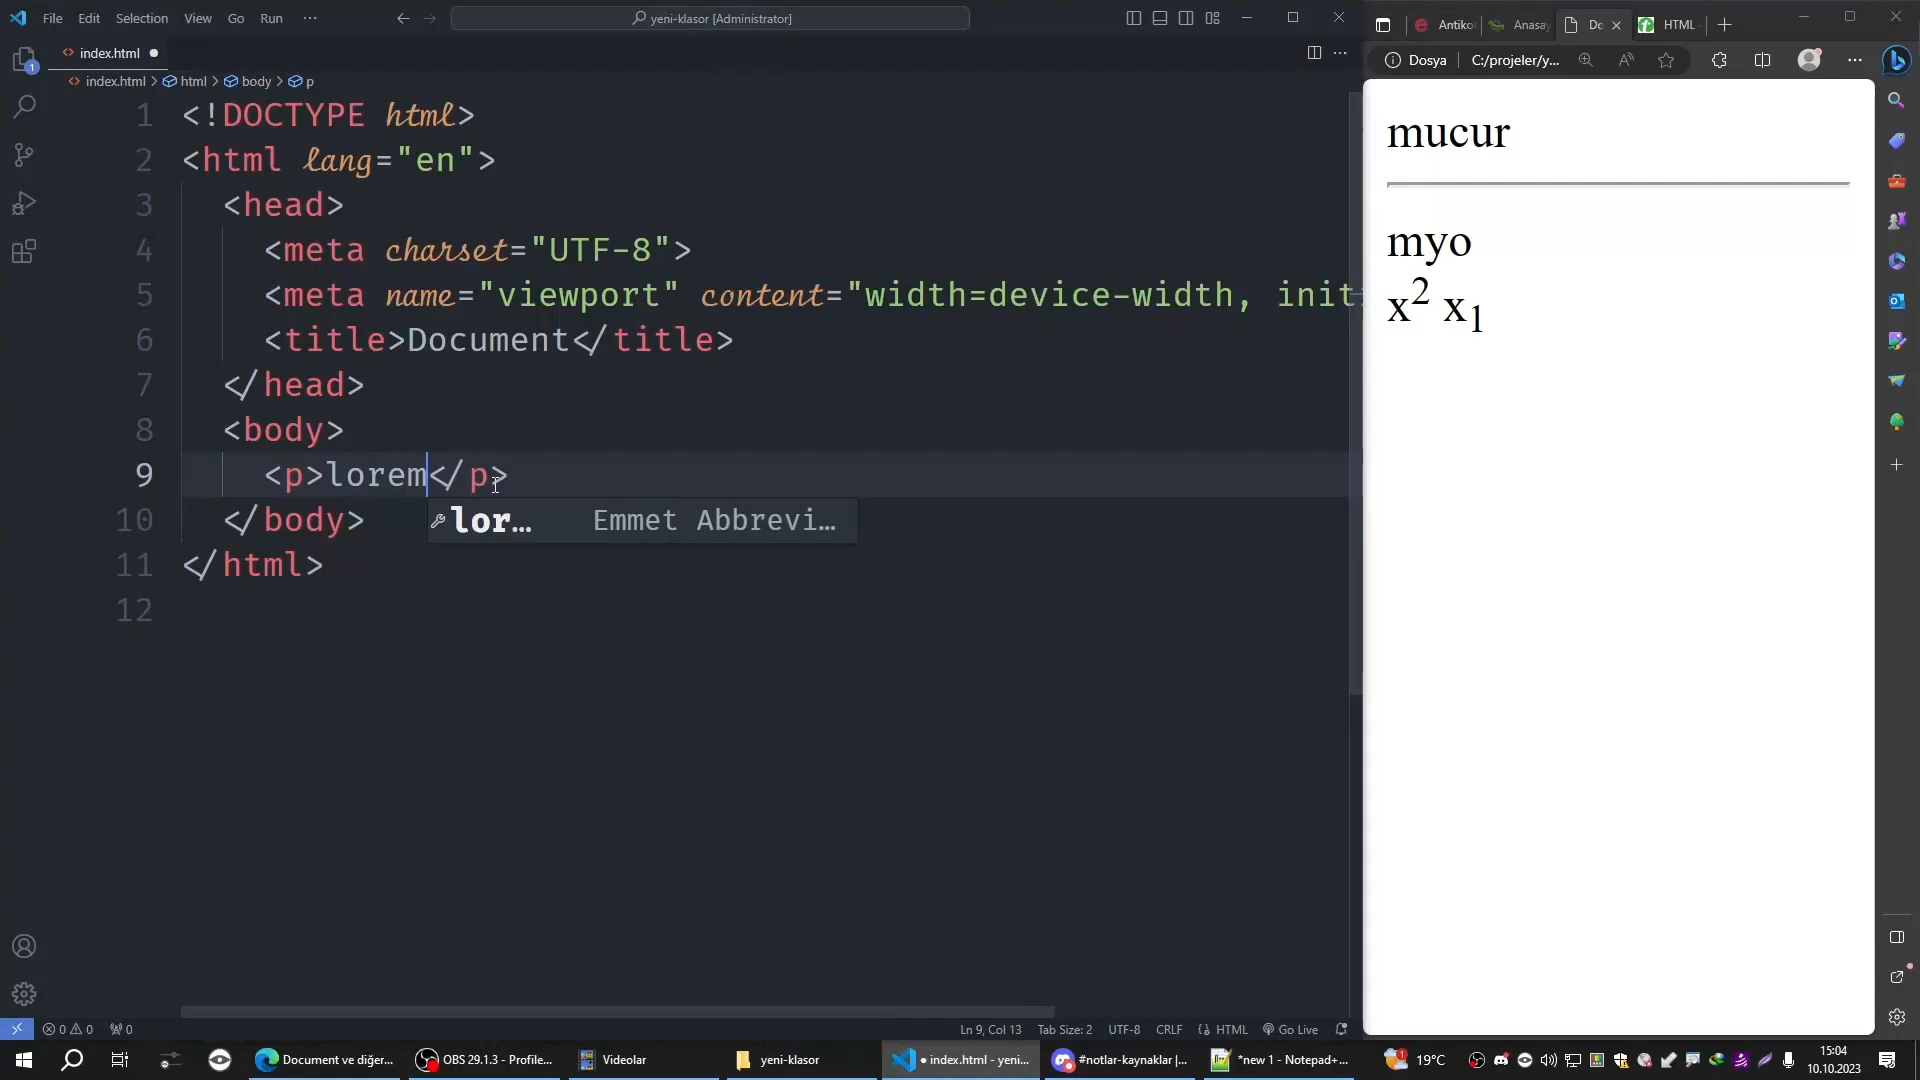 File Edit Selection View Go Run ··· yeni-klasor [Administrator]
index.html
index.html > html > body > p
1 <!DOCTYPE html>
2 <html lang="en">
3 <head>
4 <meta charset="UTF-8">
5 <meta name="viewport" content="width=device-width, init
6 <title>Document</title>
7 </head>
8 <body>
9 <p>lorem</p>
lor… Emmet Abbrevi…
10 </body>
11 </html>
12
1
0 0 0 Ln 9, Col 13 Tab Size: 2 UTF-8 CRLF HTML Go Live
Antiko Anasay Do HTML
Dosya C:/projeler/y... ···
mucur
myo
x² x₁
Document ve diğer... OBS 29.1.3 - Profile... Videolar yeni-klasor ● index.html - yeni... #notlar-kaynaklar |... *new 1 - Notepad+... 1 19°C 15:04
10.10.2023